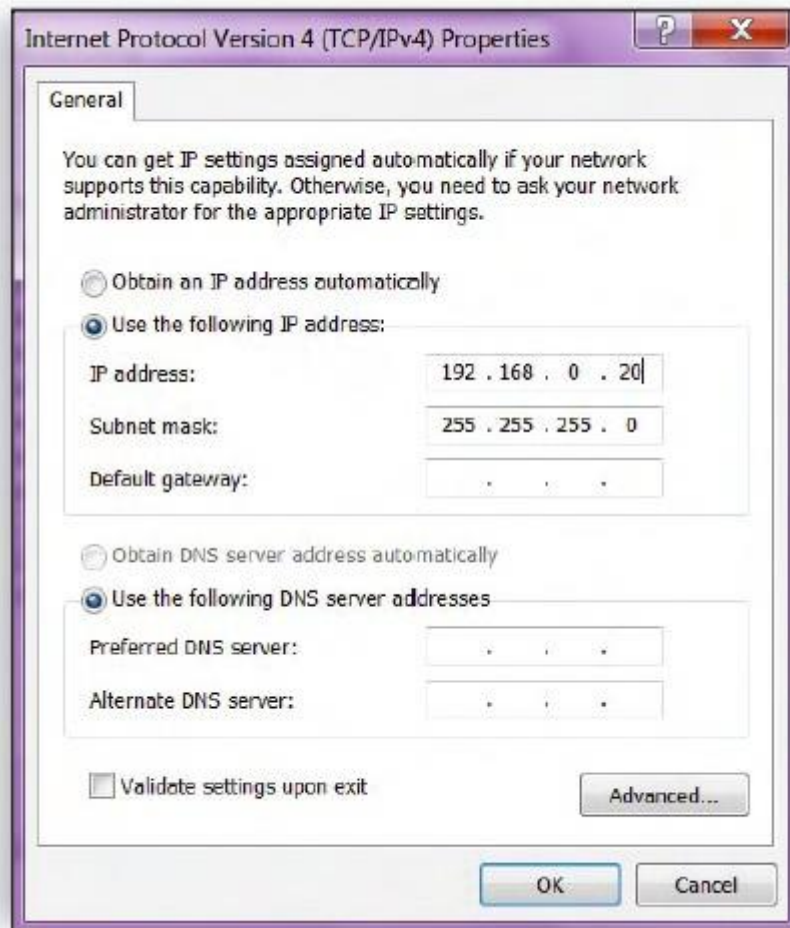 Internet Protocol Version 4 (TCP/IPv4) Properties
?
X
General
You can get IP settings assigned automatically if your network
supports this capability. Otherwise, you need to ask your network
administrator for the appropriate IP settings.
Obtain an IP address automatically
Use the following IP address:
IP address: 192 . 168 . 0 . 20
Subnet mask: 255 . 255 . 255 . 0
Default gateway: . . .
Obtain DNS server address automatically
Use the following DNS server addresses
Preferred DNS server: . . .
Alternate DNS server: . . .
Validate settings upon exit
Advanced...
OK Cancel